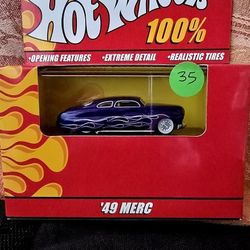 Hot Wheels
100%
•OPENING FEATURES •EXTREME DETAIL •REALISTIC TIRES
35
'49 MERC